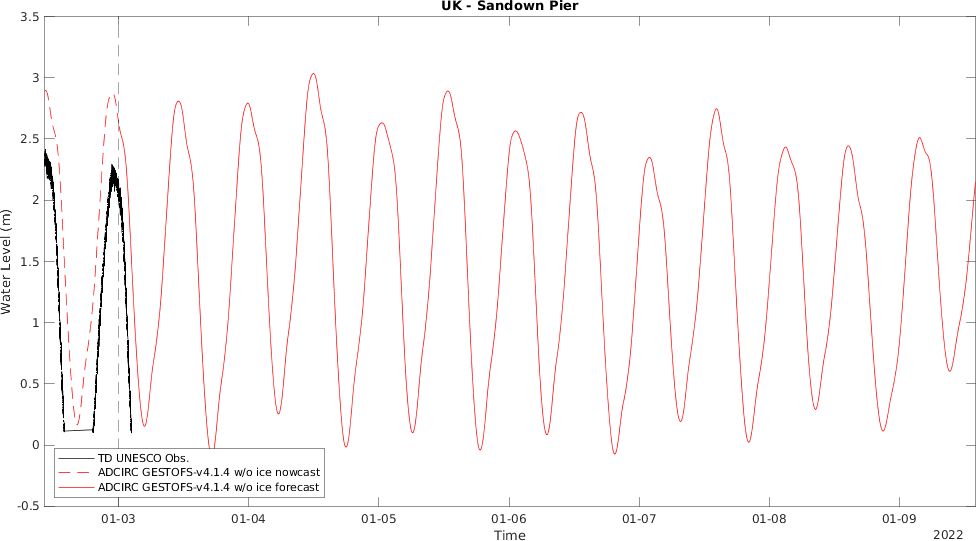 UK - Sandown Pier
3.5
3
2.5
2
1.5
1
0.5
0
-0.5
Water Level (m)
TD UNESCO Obs.
ADCIRC GESTOFS-v4.1.4 w/o ice nowcast
ADCIRC GESTOFS-v4.1.4 w/o ice forecast
01-03 01-04 01-05 01-06 01-07 01-08 01-09
Time
2022